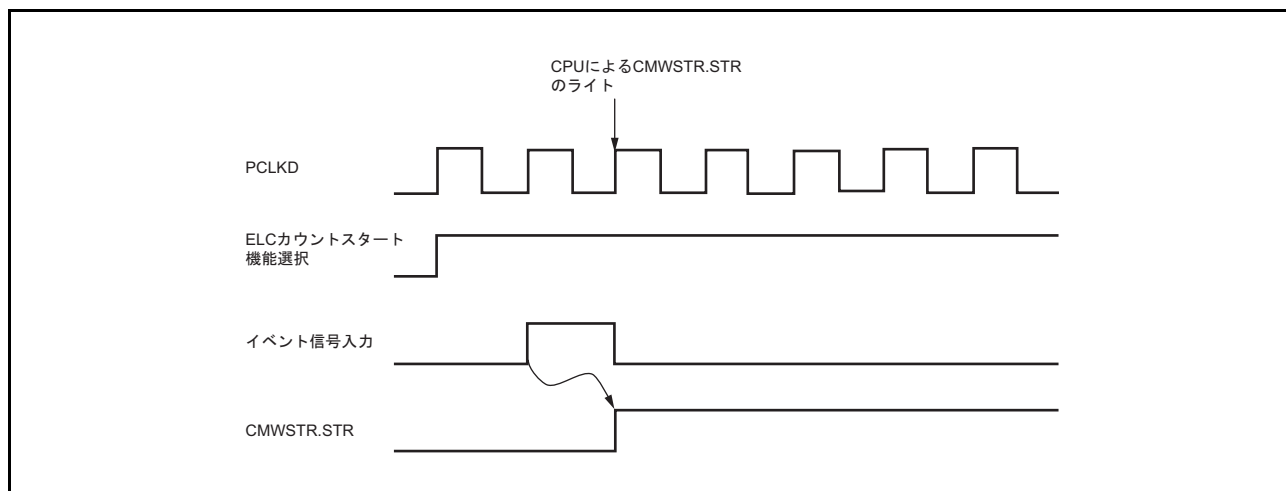 CPUによるCMWSTR.STR
のライト
PCLKD
ELCカウントスタート
機能選択
イベント信号入力
CMWSTR.STR